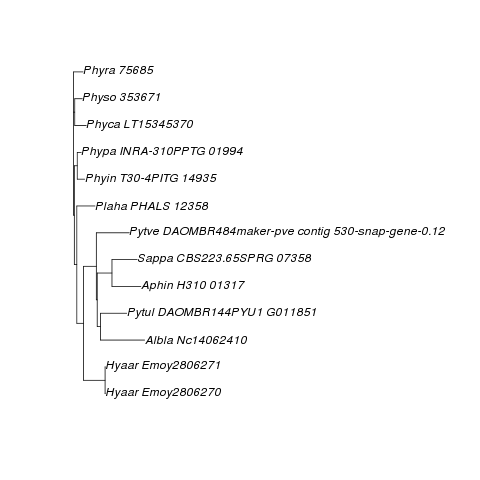 Phyra 75685
Physo 353671
Phyca LT15345370
Phypa INRA-310PPTG 01994
Phyin T30-4PITG 14935
Plaha PHALS 12358
Pytve DAOMBR484maker-pve contig 530-snap-gene-0.12
Sappa CBS223.65SPRG 07358
Aphin H310 01317
Pytul DAOMBR144PYU1 G011851
Albla Nc14062410
Hyaar Emoy2806271
Hyaar Emoy2806270